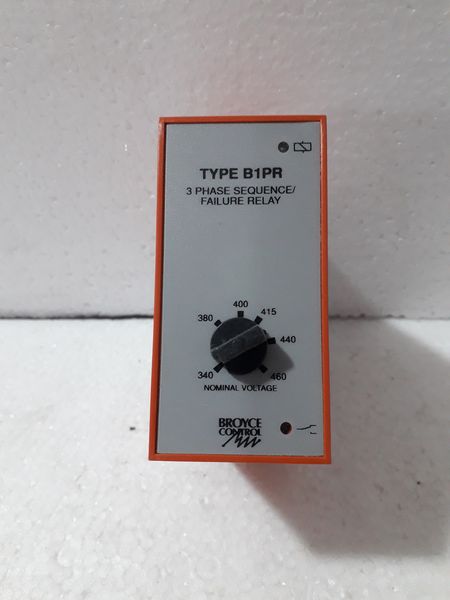 TYPE B1PR
3 PHASE SEQUENCE/
FAILURE RELAY
400
380
415
440
340
460
NOMINAL VOLTAGE
BROYCE
CONTROL